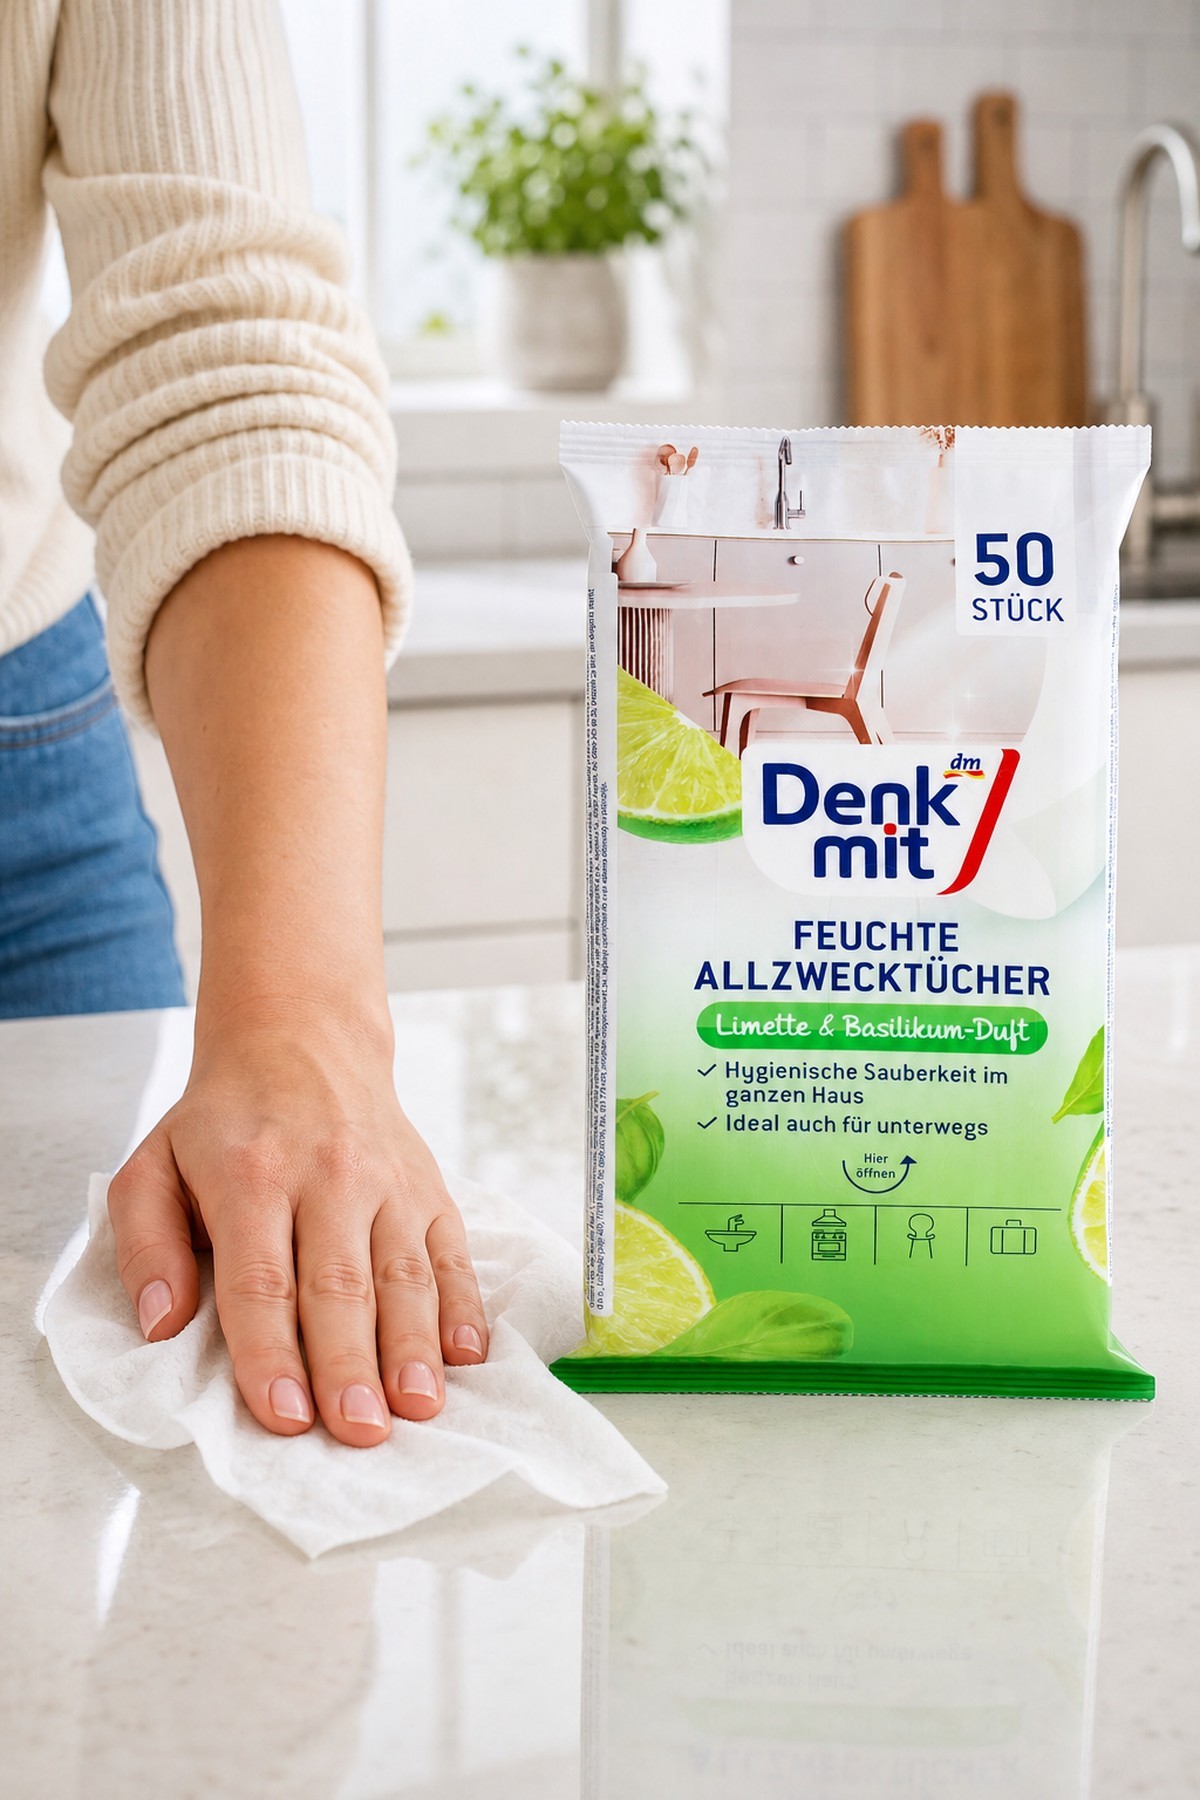 50
STÜCK
dm
Denk
mit
FEUCHTE
ALLZWECKTÜCHER
Limette & Basilikum-Duft
✓ Hygienische Sauberkeit im
ganzen Haus
✓ Ideal auch für unterwegs
Hier
öffnen